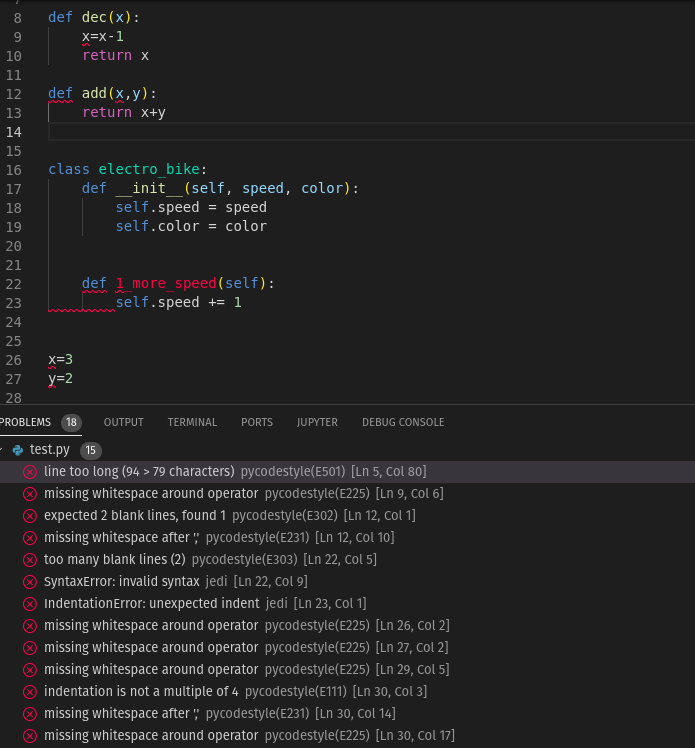 8 def dec(x):
9 x=x-1
10 return x
11
12 def add(x,y):
13 return x+y
14
15
16 class electro_bike:
17 def __init__(self, speed, color):
18 self.speed = speed
19 self.color = color
20
21
22 def 1_more_speed(self):
23 self.speed += 1
24
25
26 x=3
27 y=2
28
PROBLEMS 18 OUTPUT TERMINAL PORTS JUPYTER DEBUG CONSOLE
test.py 15
line too long (94 > 79 characters) pycodestyle(E501) [Ln 5, Col 80]
missing whitespace around operator pycodestyle(E225) [Ln 9, Col 6]
expected 2 blank lines, found 1 pycodestyle(E302) [Ln 12, Col 1]
missing whitespace after ',' pycodestyle(E231) [Ln 12, Col 10]
too many blank lines (2) pycodestyle(E303) [Ln 22, Col 5]
SyntaxError: invalid syntax jedi [Ln 22, Col 9]
IndentationError: unexpected indent jedi [Ln 23, Col 1]
missing whitespace around operator pycodestyle(E225) [Ln 26, Col 2]
missing whitespace around operator pycodestyle(E225) [Ln 27, Col 2]
missing whitespace around operator pycodestyle(E225) [Ln 29, Col 5]
indentation is not a multiple of 4 pycodestyle(E111) [Ln 30, Col 3]
missing whitespace after ',' pycodestyle(E231) [Ln 30, Col 14]
missing whitespace around operator pycodestyle(E225) [Ln 30, Col 17]